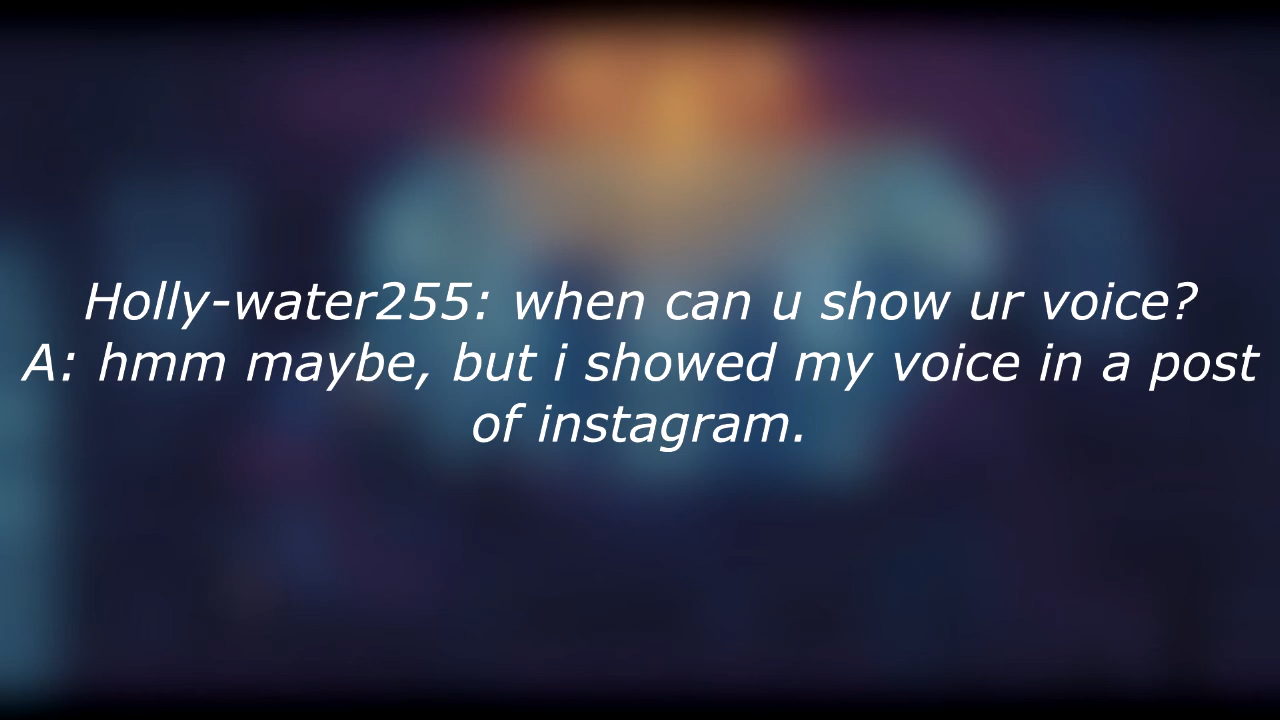 Holly-water255: when can u show ur voice?
A: hmm maybe, but i showed my voice in a post
of instagram.